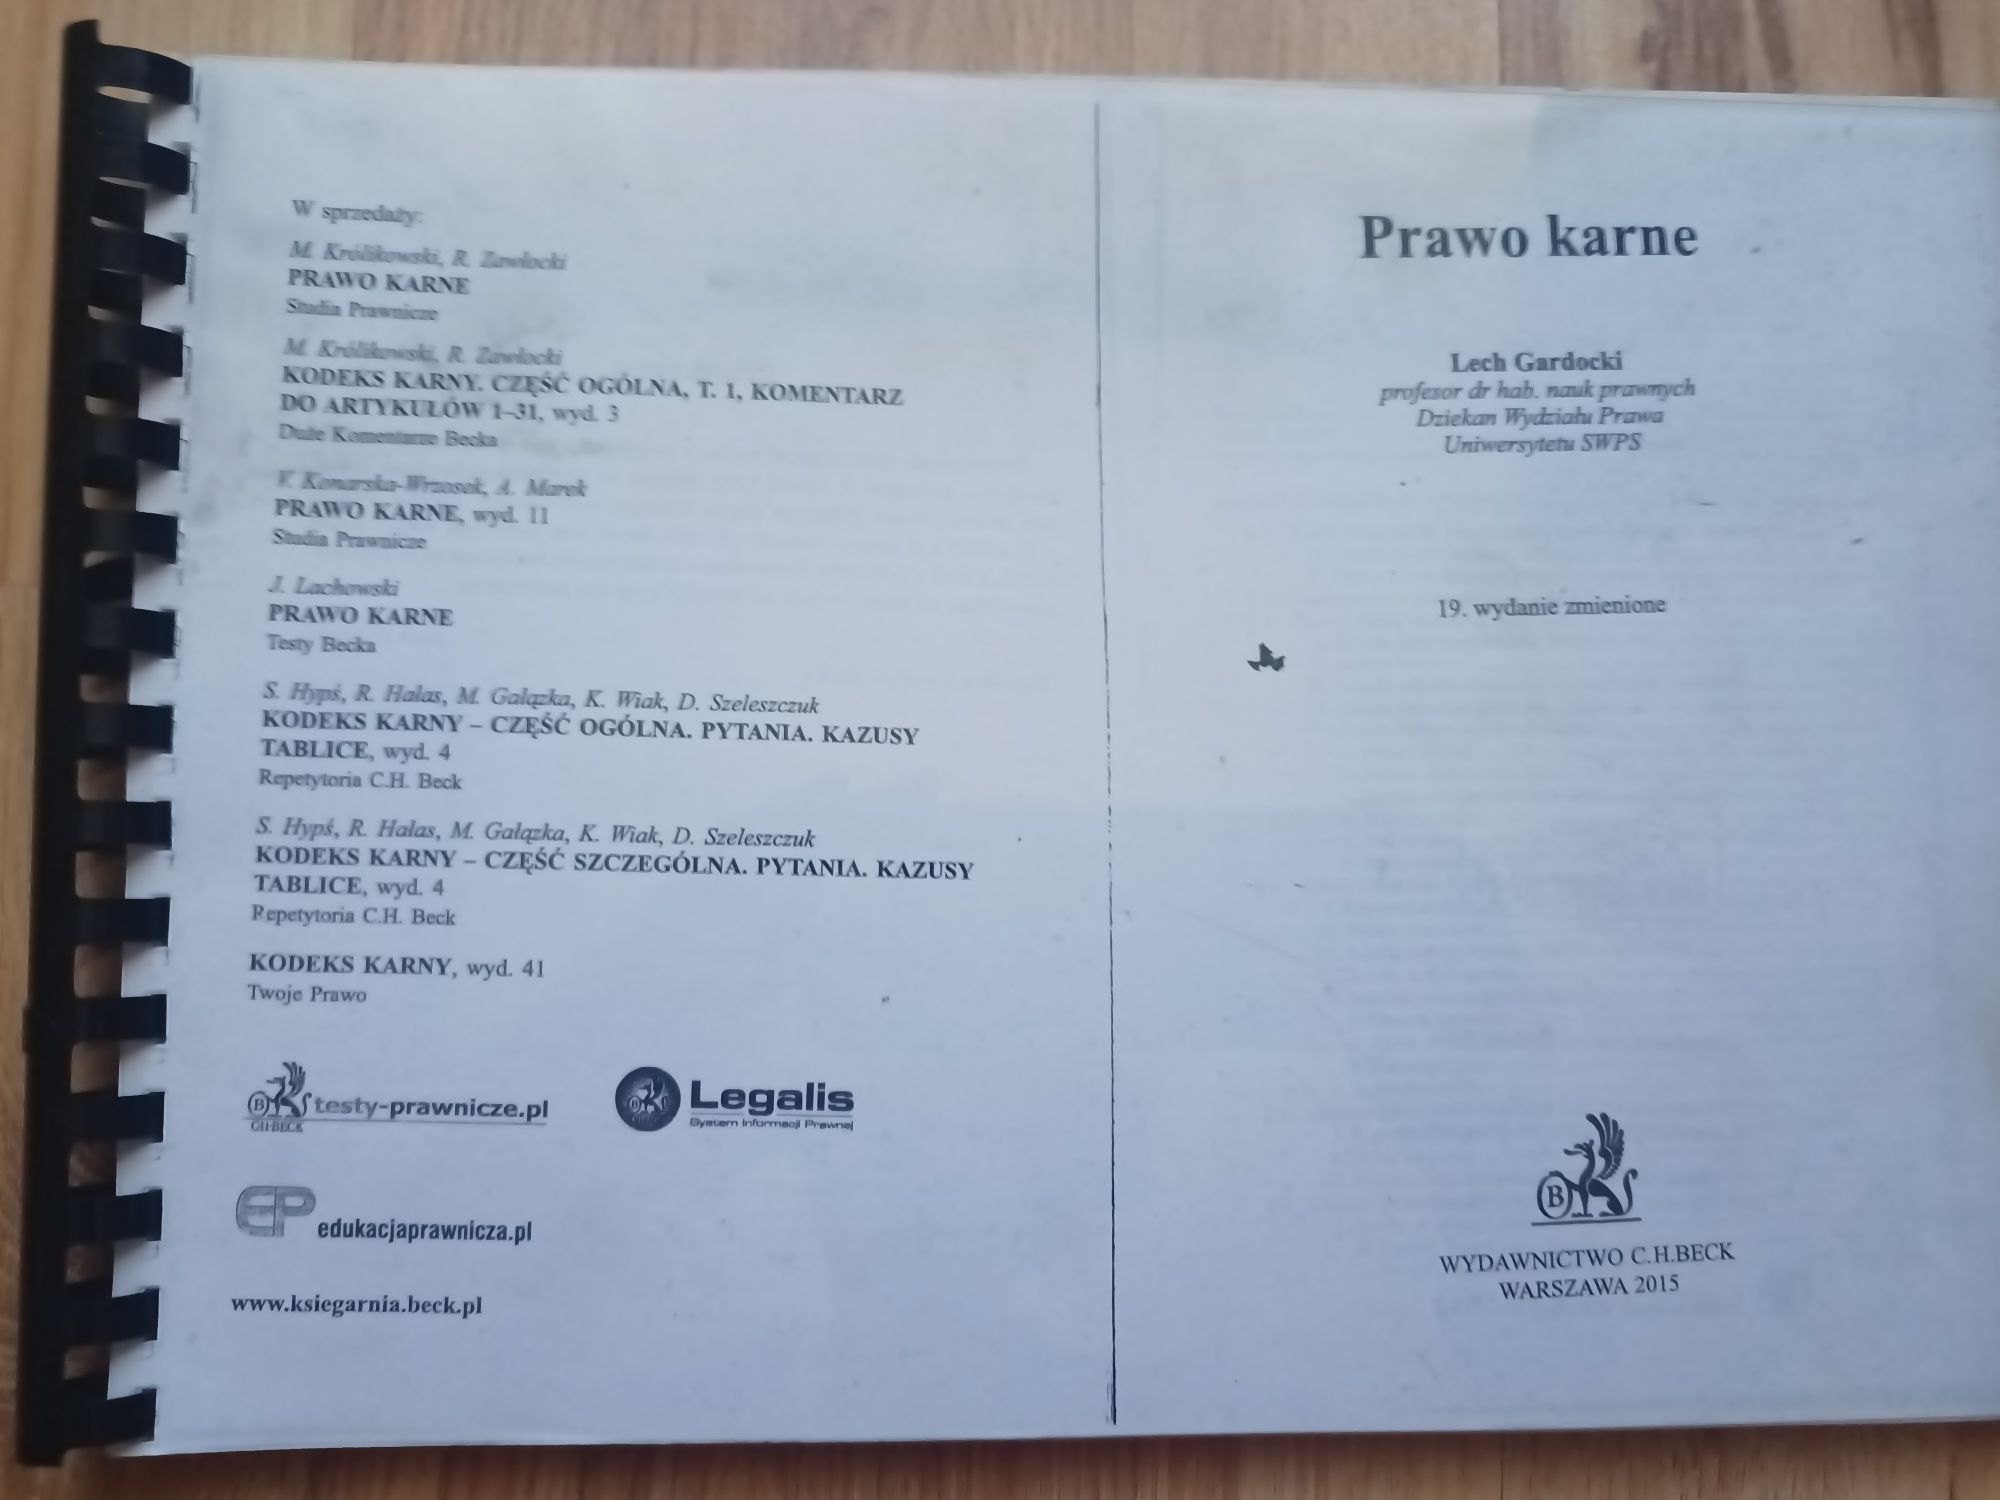 W sprzedaży:
M. Królikowski, R. Zawłocki
PRAWO KARNE
Studia Prawnicze
M. Królikowski, R. Zawłocki
KODEKS KARNY. CZĘŚĆ OGÓLNA, T. I, KOMENTARZ
DO ARTYKUŁÓW 1–31, wyd. 3
Duże Komentarze Becka
V. Konarska-Wrzosek, A. Marek
PRAWO KARNE, wyd. 11
Studia Prawnicze
J. Lachowski
PRAWO KARNE
Testy Becka
S. Hypś, R. Hałas, M. Gałązka, K. Wiak, D. Szeleszczuk
KODEKS KARNY – CZĘŚĆ OGÓLNA. PYTANIA. KAZUSY
TABLICE, wyd. 4
Repetytoria C.H. Beck
S. Hypś, R. Hałas, M. Gałązka, K. Wiak, D. Szeleszczuk
KODEKS KARNY – CZĘŚĆ SZCZEGÓLNA. PYTANIA. KAZUSY
TABLICE, wyd. 4
Repetytoria C.H. Beck
KODEKS KARNY, wyd. 41
Twoje Prawo
B testy-prawnicze.pl
C.H.BECK
B Legalis
System Informacji Prawnej
EP edukacjaprawnicza.pl
www.ksiegarnia.beck.pl
Prawo karne
Lech Gardocki
profesor dr hab. nauk prawnych
Dziekan Wydziału Prawa
Uniwersytetu SWPS
19. wydanie zmienione
B
WYDAWNICTWO C.H.BECK
WARSZAWA 2015